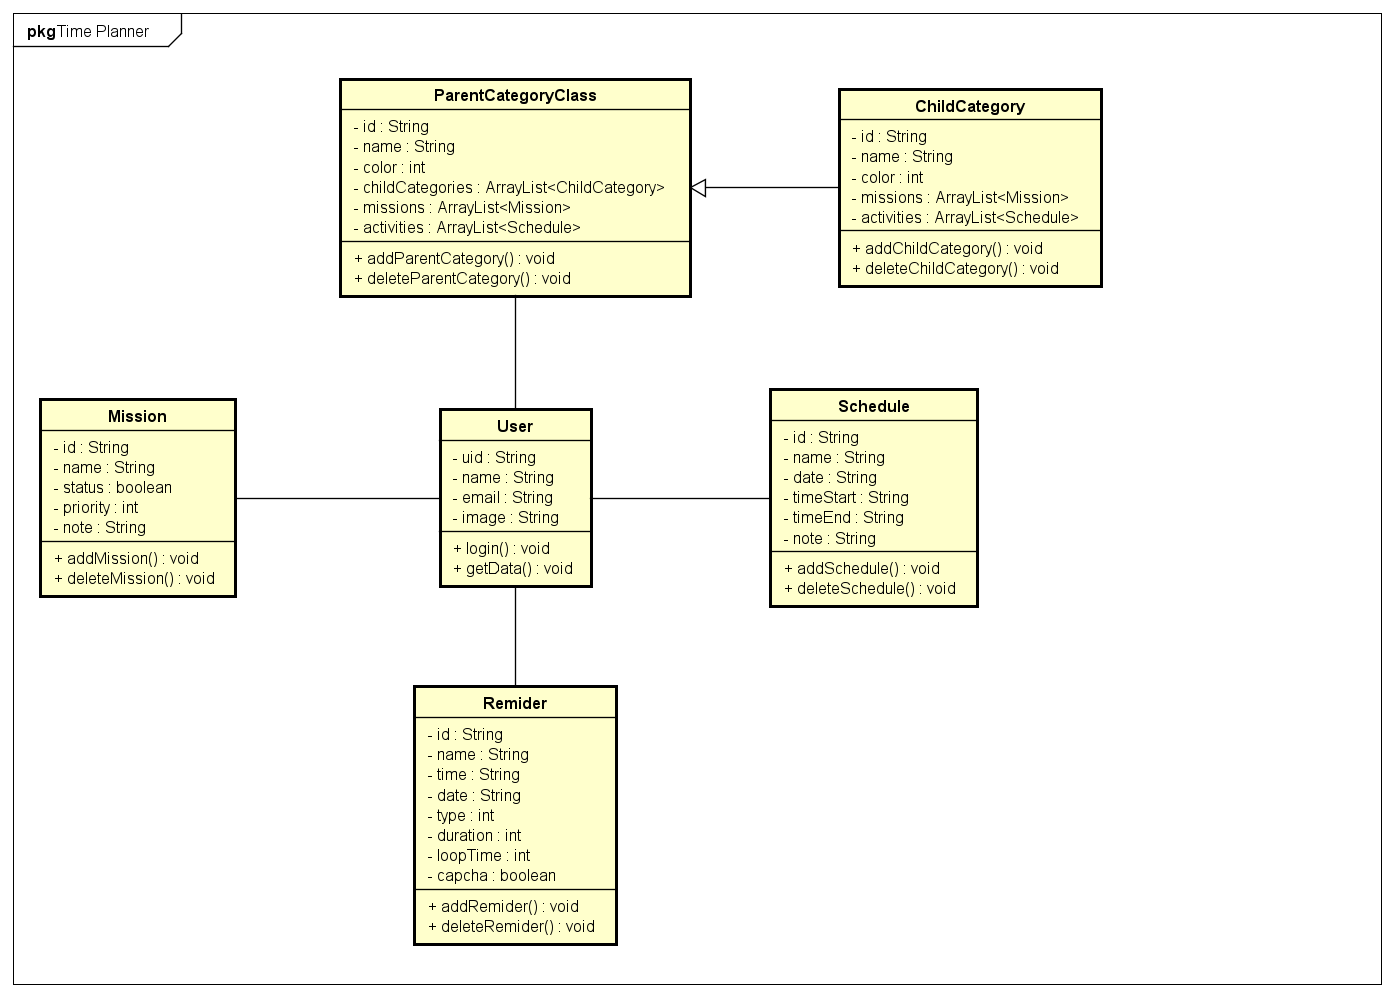 pkgTime Planner
ParentCategoryClass
- id : String
- name : String
- color : int
- childCategories : ArrayList<ChildCategory>
- missions : ArrayList<Mission>
- activities : ArrayList<Schedule>
+ addParentCategory() : void
+ deleteParentCategory() : void
ChildCategory
- id : String
- name : String
- color : int
- missions : ArrayList<Mission>
- activities : ArrayList<Schedule>
+ addChildCategory() : void
+ deleteChildCategory() : void
Mission
- id : String
- name : String
- status : boolean
- priority : int
- note : String
+ addMission() : void
+ deleteMission() : void
User
- uid : String
- name : String
- email : String
- image : String
+ login() : void
+ getData() : void
Schedule
- id : String
- name : String
- date : String
- timeStart : String
- timeEnd : String
- note : String
+ addSchedule() : void
+ deleteSchedule() : void
Remider
- id : String
- name : String
- time : String
- date : String
- type : int
- duration : int
- loopTime : int
- capcha : boolean
+ addRemider() : void
+ deleteRemider() : void